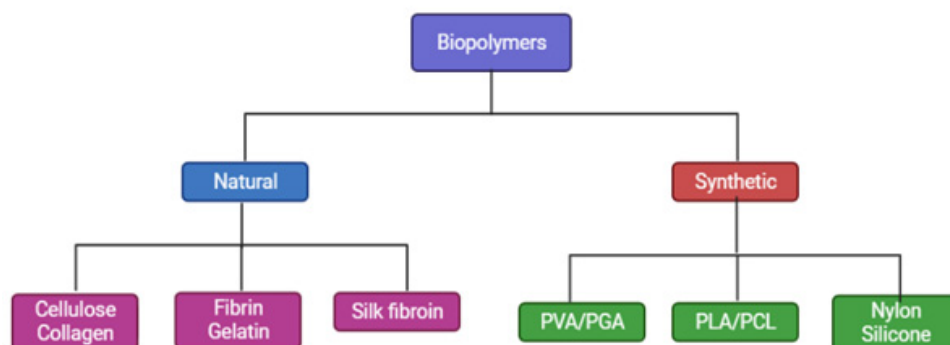 Biopolymers
Natural
Synthetic
Cellulose
Collagen
Fibrin
Gelatin
Silk fibroin
PVA/PGA
PLA/PCL
Nylon
Silicone